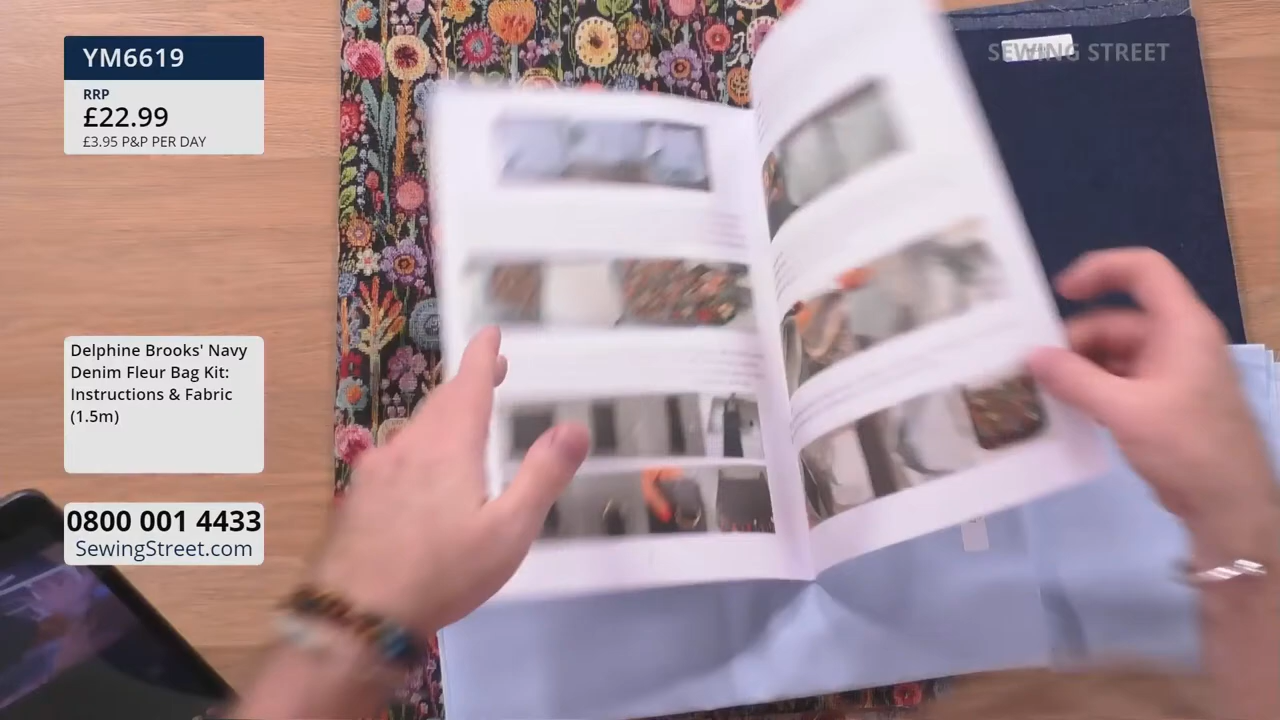 YM6619
RRP
£22.99
£3.95 P&P PER DAY
SEWING STREET
Delphine Brooks' Navy
Denim Fleur Bag Kit:
Instructions & Fabric
(1.5m)
0800 001 4433
SewingStreet.com